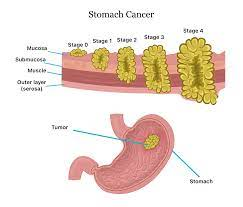 Stomach Cancer
Stage 0
Stage 1
Stage 2
Stage 3
Stage 4
Mucosa
Submucosa
Muscle
Outer layer
(serosa)
Tumor
Stomach